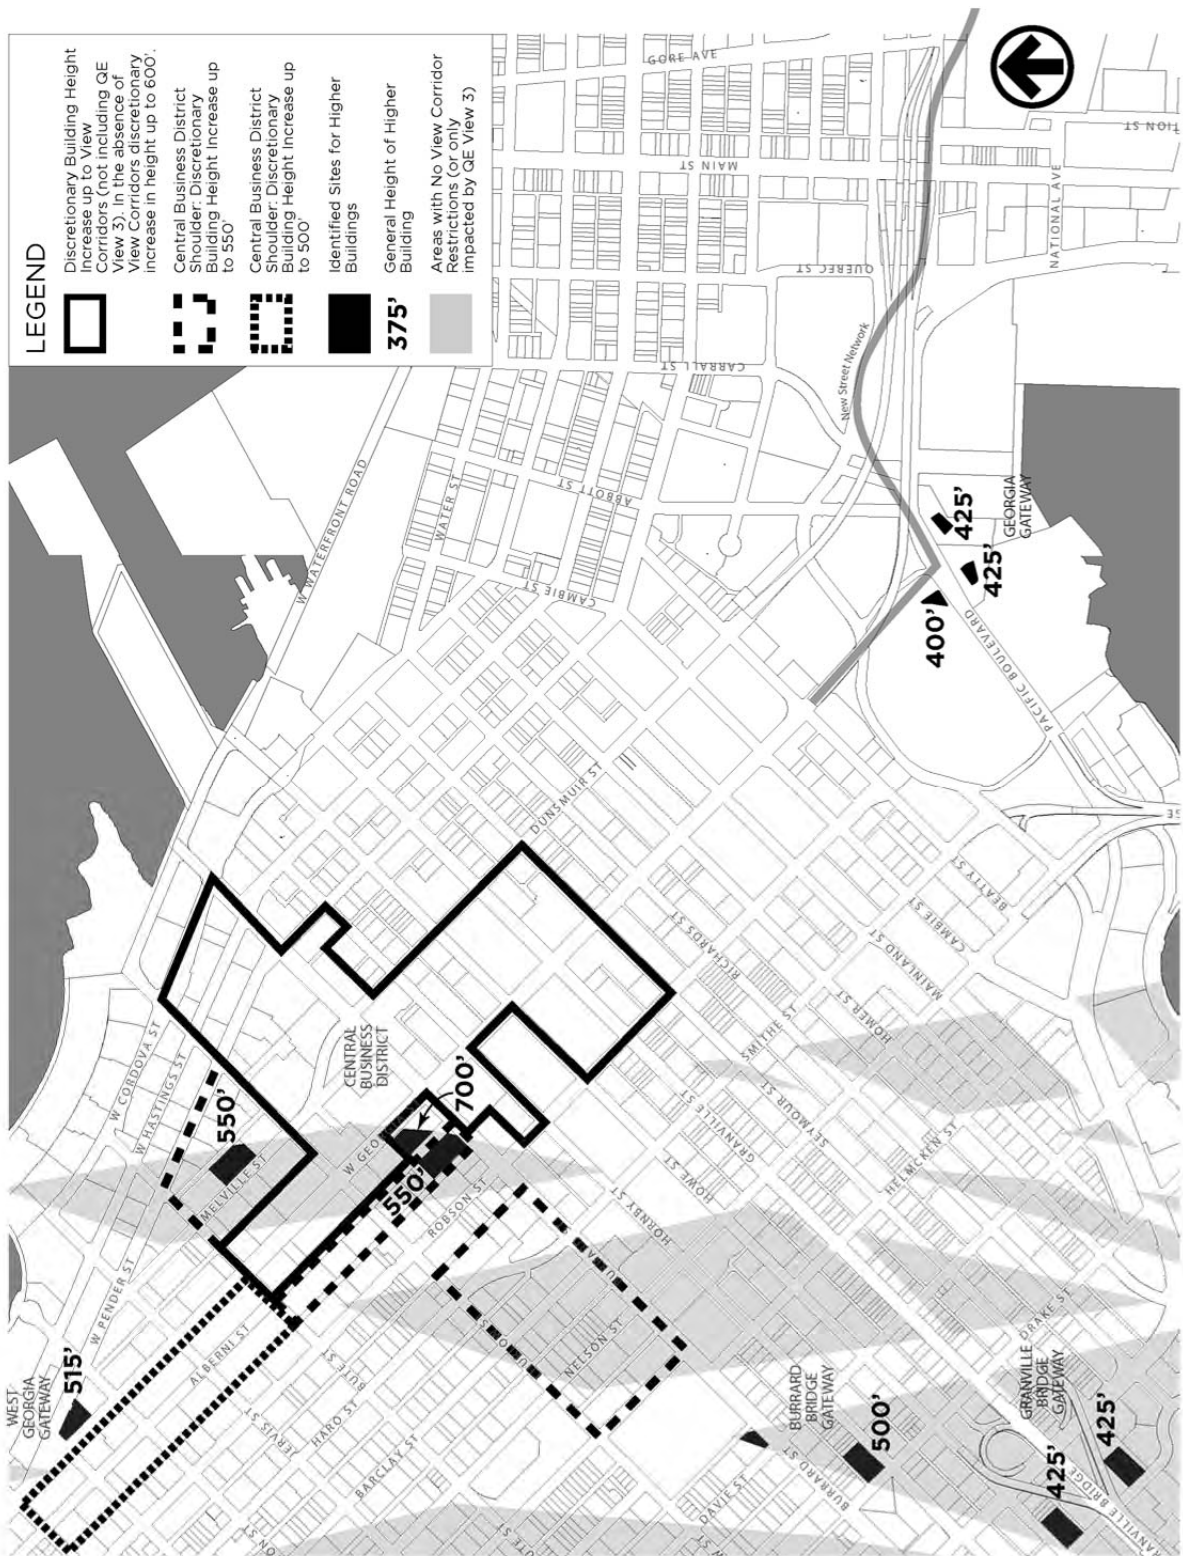 LEGEND
Discretionary Building Height
Increase up to View
Corridors (not including QE
View 3). In the absence of
View Corridors discretionary
increase in height up to 600'.
Central Business District
Shoulder: Discretionary
Building Height Increase up
to 550'
Central Business District
Shoulder: Discretionary
Building Height Increase up
to 500'
Identified Sites for Higher
Buildings
375'
General Height of Higher
Building
Areas with No View Corridor
Restrictions (or only
impacted by QE View 3)
GORE AVE
MAIN ST
QUEBEC ST
NATIONAL AVE
TION ST
CARRALL ST
New Street Network
W WATERFRONT ROAD
WATER ST
ABBOTT ST
CAMBIE ST
425'
425'
GEORGIA
GATEWAY
400'
PACIFIC BOULEVARD
DUNSMUIR ST
BEATTY ST
CAMBIE ST
MAINLAND ST
HOMER ST
RICHARDS ST
SMITHE ST
SEYMOUR ST
GRANVILLE ST
HOWE ST
HORNBY ST
HELMCKEN ST
DRAKE ST
CENTRAL
BUSINESS
DISTRICT
700'
550'
550'
W CORDOVA ST
W HASTINGS ST
MELVILLE ST
W GEO
ROBSON ST
W PENDER ST
ALBERNI ST
BUTE ST
JERVIS ST
HARO ST
BARCLAY ST
NELSON ST
WEST
GEORGIA
GATEWAY
515'
BURRARD
BRIDGE
GATEWAY
500'
BURRARD ST
DAVIE ST
GRANVILLE
BRIDGE
GATEWAY
425'
425'
ANVILLE BRIDGE